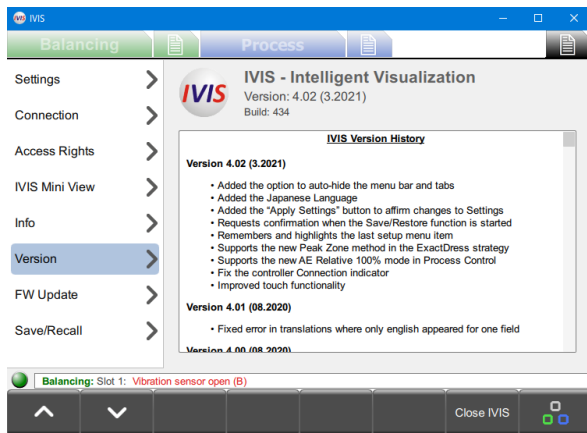 IVIS
Balancing
Process
Settings
Connection
Access Rights
IVIS Mini View
Info
Version
FW Update
Save/Recall
IVIS
IVIS - Intelligent Visualization
Version: 4.02 (3.2021)
Build: 434
IVIS Version History
Version 4.02 (3.2021)
• Added the option to auto-hide the menu bar and tabs
• Added the Japanese Language
• Added the “Apply Settings” button to affirm changes to Settings
• Requests confirmation when the Save/Restore function is started
• Remembers and highlights the last setup menu item
• Supports the new Peak Zone method in the ExactDress strategy
• Supports the new AE Relative 100% mode in Process Control
• Fix the controller Connection indicator
• Improved touch functionality
Version 4.01 (08.2020)
• Fixed error in translations where only english appeared for one field
Version 4.00 (08.2020)
Balancing: Slot 1: Vibration sensor open (B)
Close IVIS